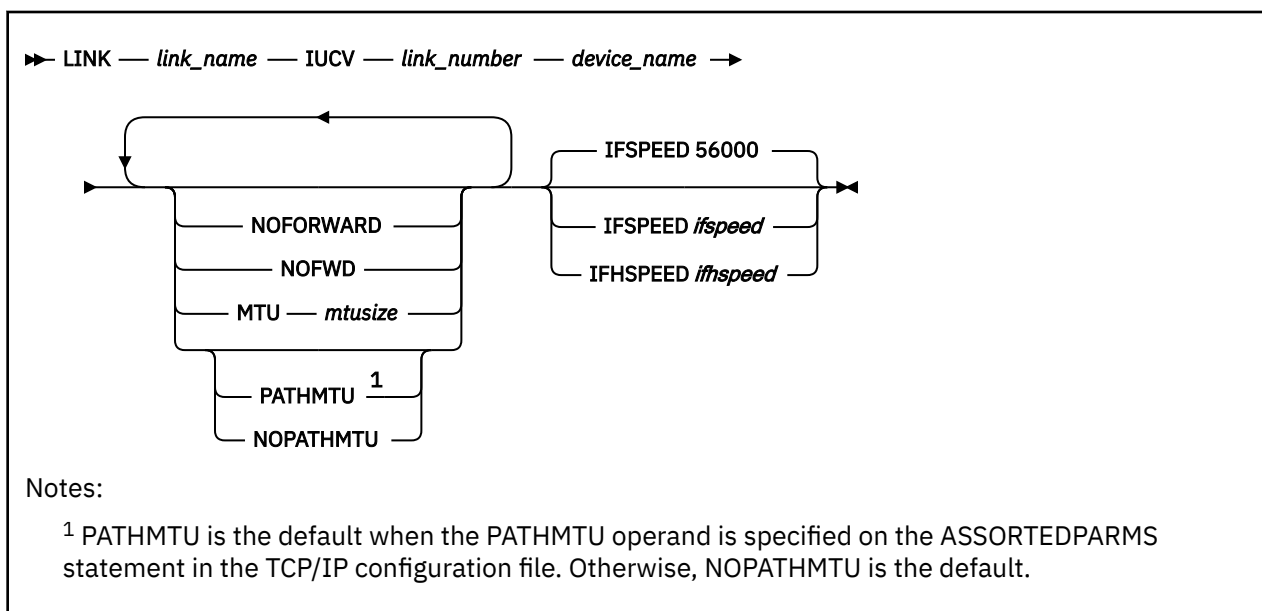 LINK link_name IUCV link_number device_name
IFSPEED 56000
NOFORWARD IFSPEED ifspeed
NOFWD IFHSPEED ifhspeed
MTU mtusize
PATHMTU 1
NOPATHMTU
Notes:
1 PATHMTU is the default when the PATHMTU operand is specified on the ASSORTEDPARMS
statement in the TCP/IP configuration file. Otherwise, NOPATHMTU is the default.